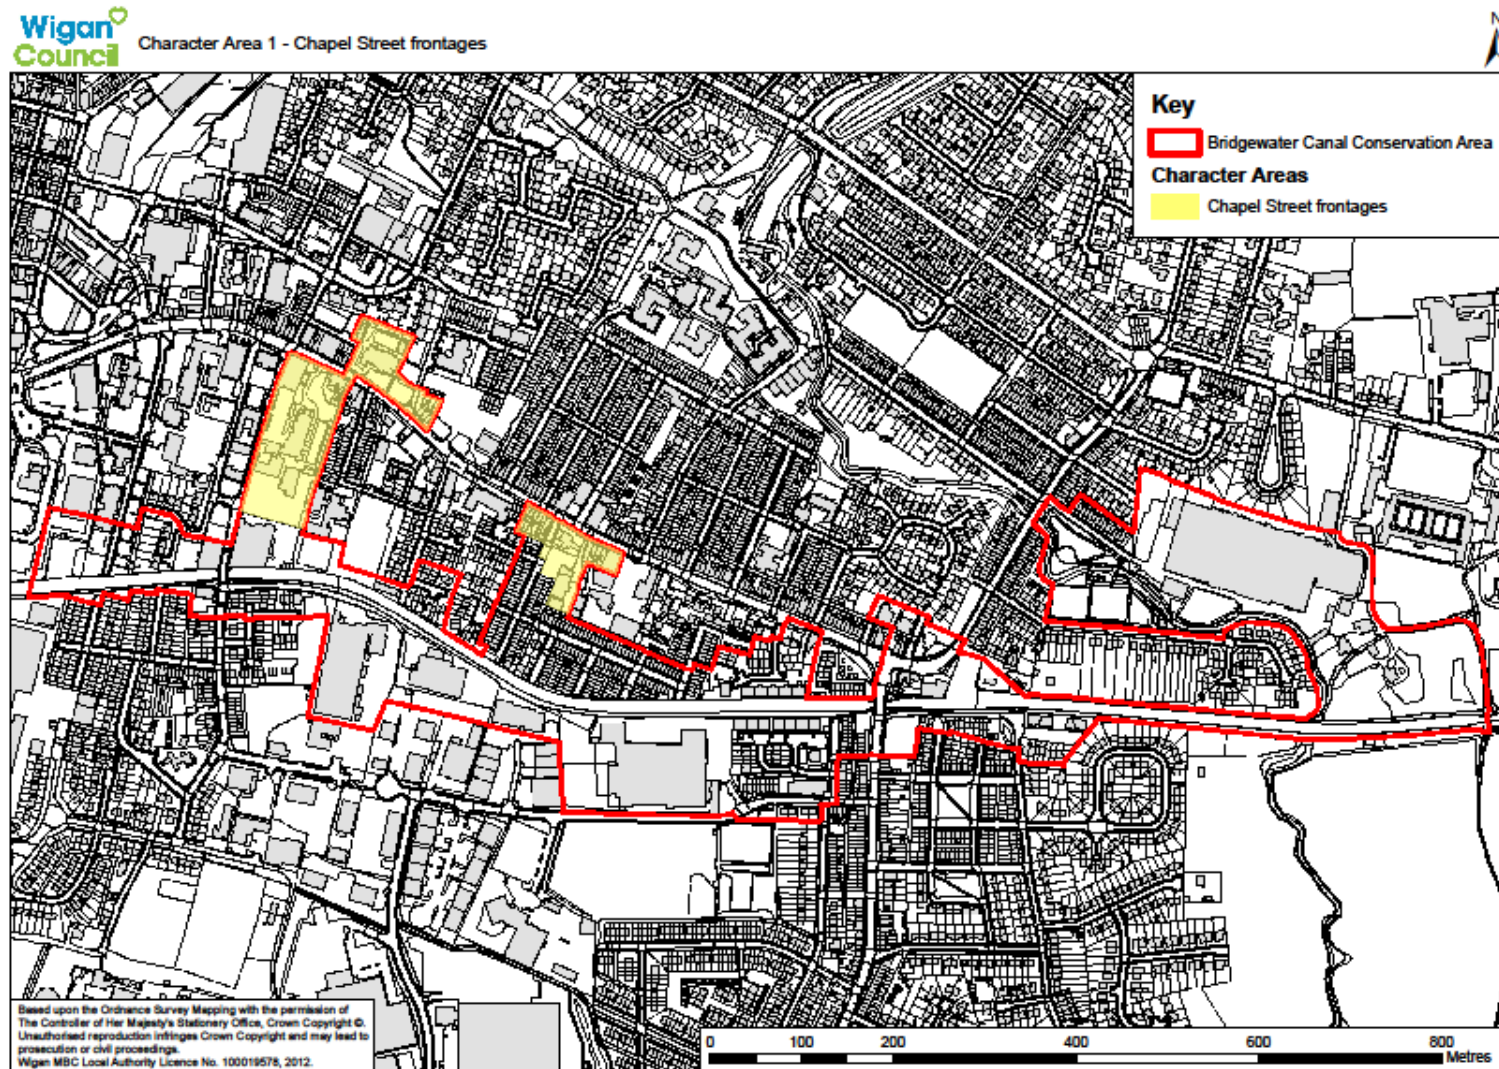 Wigan
Council
Character Area 1 - Chapel Street frontages
N
Key
Bridgewater Canal Conservation Area
Character Areas
Chapel Street frontages
Based upon the Ordnance Survey Mapping with the permission of
The Controller of Her Majesty's Stationery Office, Crown Copyright ©.
Unauthorised reproduction infringes Crown Copyright and may lead to
prosecution or civil proceedings.
Wigan MBC Local Authority Licence No. 100019578, 2012.
0 100 200 400 600 800
Metres